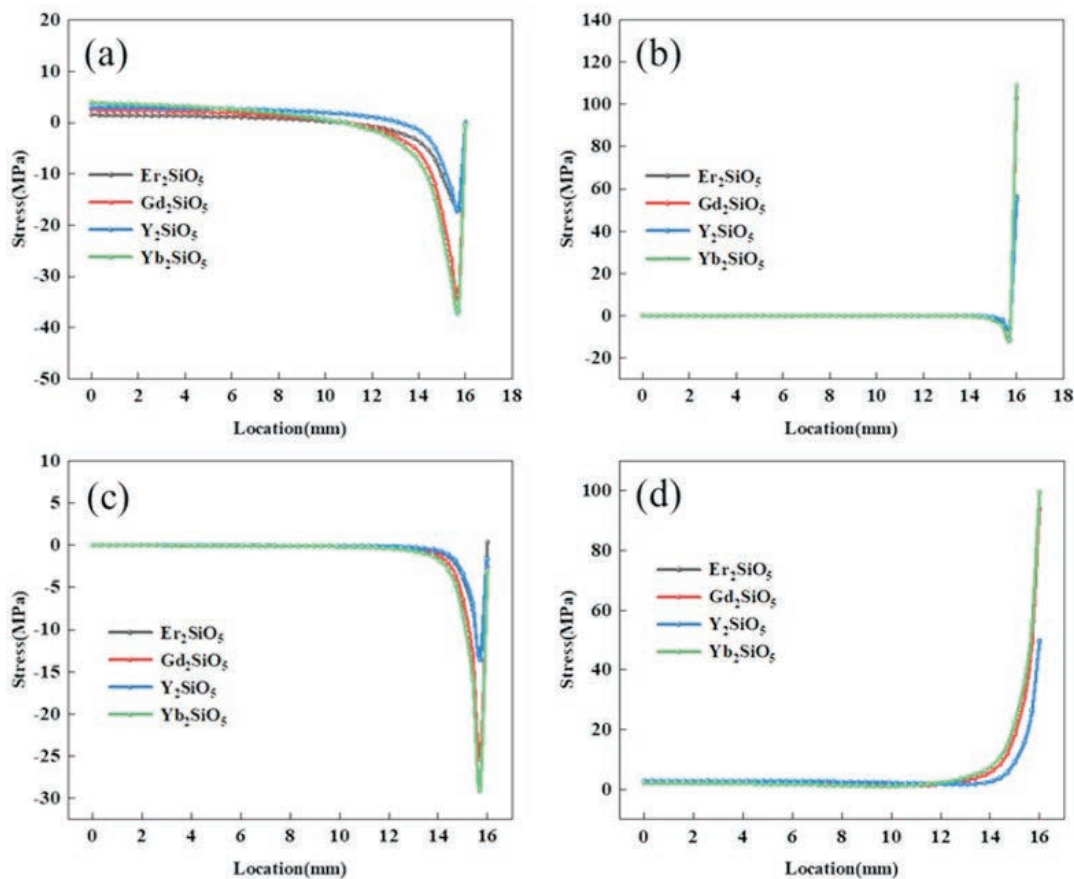 (a)
20
10
0
-10
-20
-30
-40
-50
Stress(MPa)
Er₂SiO₅
Gd₂SiO₅
Y₂SiO₅
Yb₂SiO₅
0 2 4 6 8 10 12 14 16 18
Location(mm)
(b)
140
120
100
80
60
40
20
0
-20
Stress(MPa)
Er₂SiO₅
Gd₂SiO₅
Y₂SiO₅
Yb₂SiO₅
0 2 4 6 8 10 12 14 16 18
Location(mm)
(c)
10
5
0
-5
-10
-15
-20
-25
-30
Stress(MPa)
Er₂SiO₅
Gd₂SiO₅
Y₂SiO₅
Yb₂SiO₅
0 2 4 6 8 10 12 14 16
Location(mm)
(d)
100
80
60
40
20
0
Stress(MPa)
Er₂SiO₅
Gd₂SiO₅
Y₂SiO₅
Yb₂SiO₅
0 2 4 6 8 10 12 14 16
Location(mm)